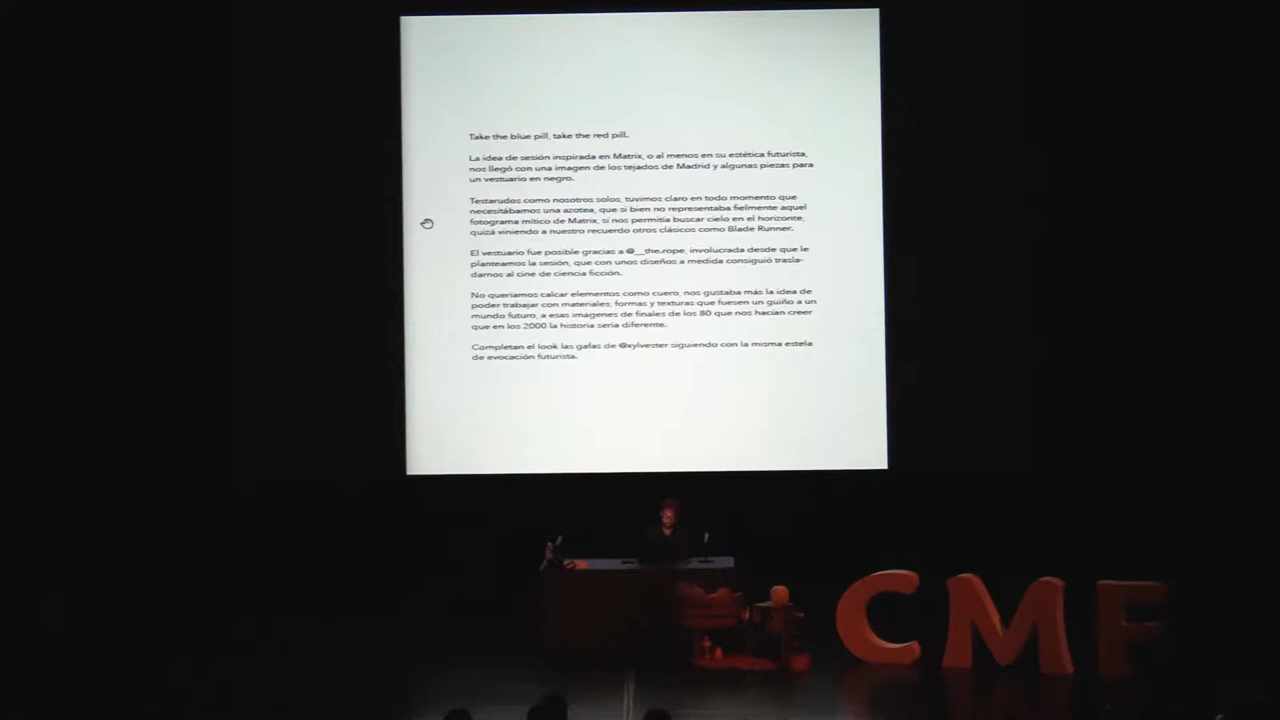 Take the blue pill, take the red pill.
La idea de sesión inspirada en Matrix, o al menos en su estética futurista,
nos llegó con una imagen de los tejados de Madrid y algunas piezas para
un vestuario en negro.
Testarudos como nosotros solos, tuvimos claro en todo momento que
necesitábamos una azotea, que si bien no representaba fielmente aquel
fotograma mítico de Matrix, sí nos permitía buscar cielo en el horizonte,
quizá viniendo a nuestro recuerdo otros clásicos como Blade Runner.
El vestuario fue posible gracias a @__the.rope, involucrada desde que le
planteamos la sesión, que con unos diseños a medida consiguió trasla-
darnos al cine de ciencia ficción.
No queríamos calcar elementos como cuero, nos gustaba más la idea de
poder trabajar con materiales, formas y texturas que fuesen un guiño a un
mundo futuro, a esas imágenes de finales de los 80 que nos hacían creer
que en los 2000 la historia sería diferente.
Completan el look las gafas de @xylvester siguiendo con la misma estela
de evocación futurista.
CMF